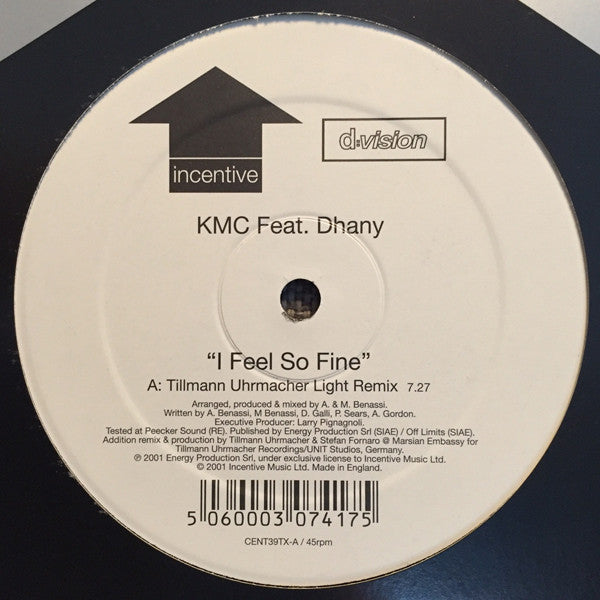 incentive
d:vision
KMC Feat. Dhany
“I Feel So Fine”
A: Tillmann Uhrmacher Light Remix 7.27
Arranged, produced & mixed by A. & M. Benassi.
Written by A. Benassi, M Benassi, D. Galli, P. Sears, A. Gordon.
Executive Producer: Larry Pignagnoli.
Tested at Peecker Sound (RE). Published by Energy Production Srl (SIAE) / Off Limits (SIAE).
Addition remix & production by Tillmann Uhrmacher & Stefan Fornaro @ Marsian Embassy for
Tillmann Uhrmacher Recordings/UNIT Studios, Germany.
℗ 2001 Energy Production Srl, under exclusive license to Incentive Music Ltd.
© 2001 Incentive Music Ltd. Made in England.
5 060003 074175
CENT39TX-A / 45rpm